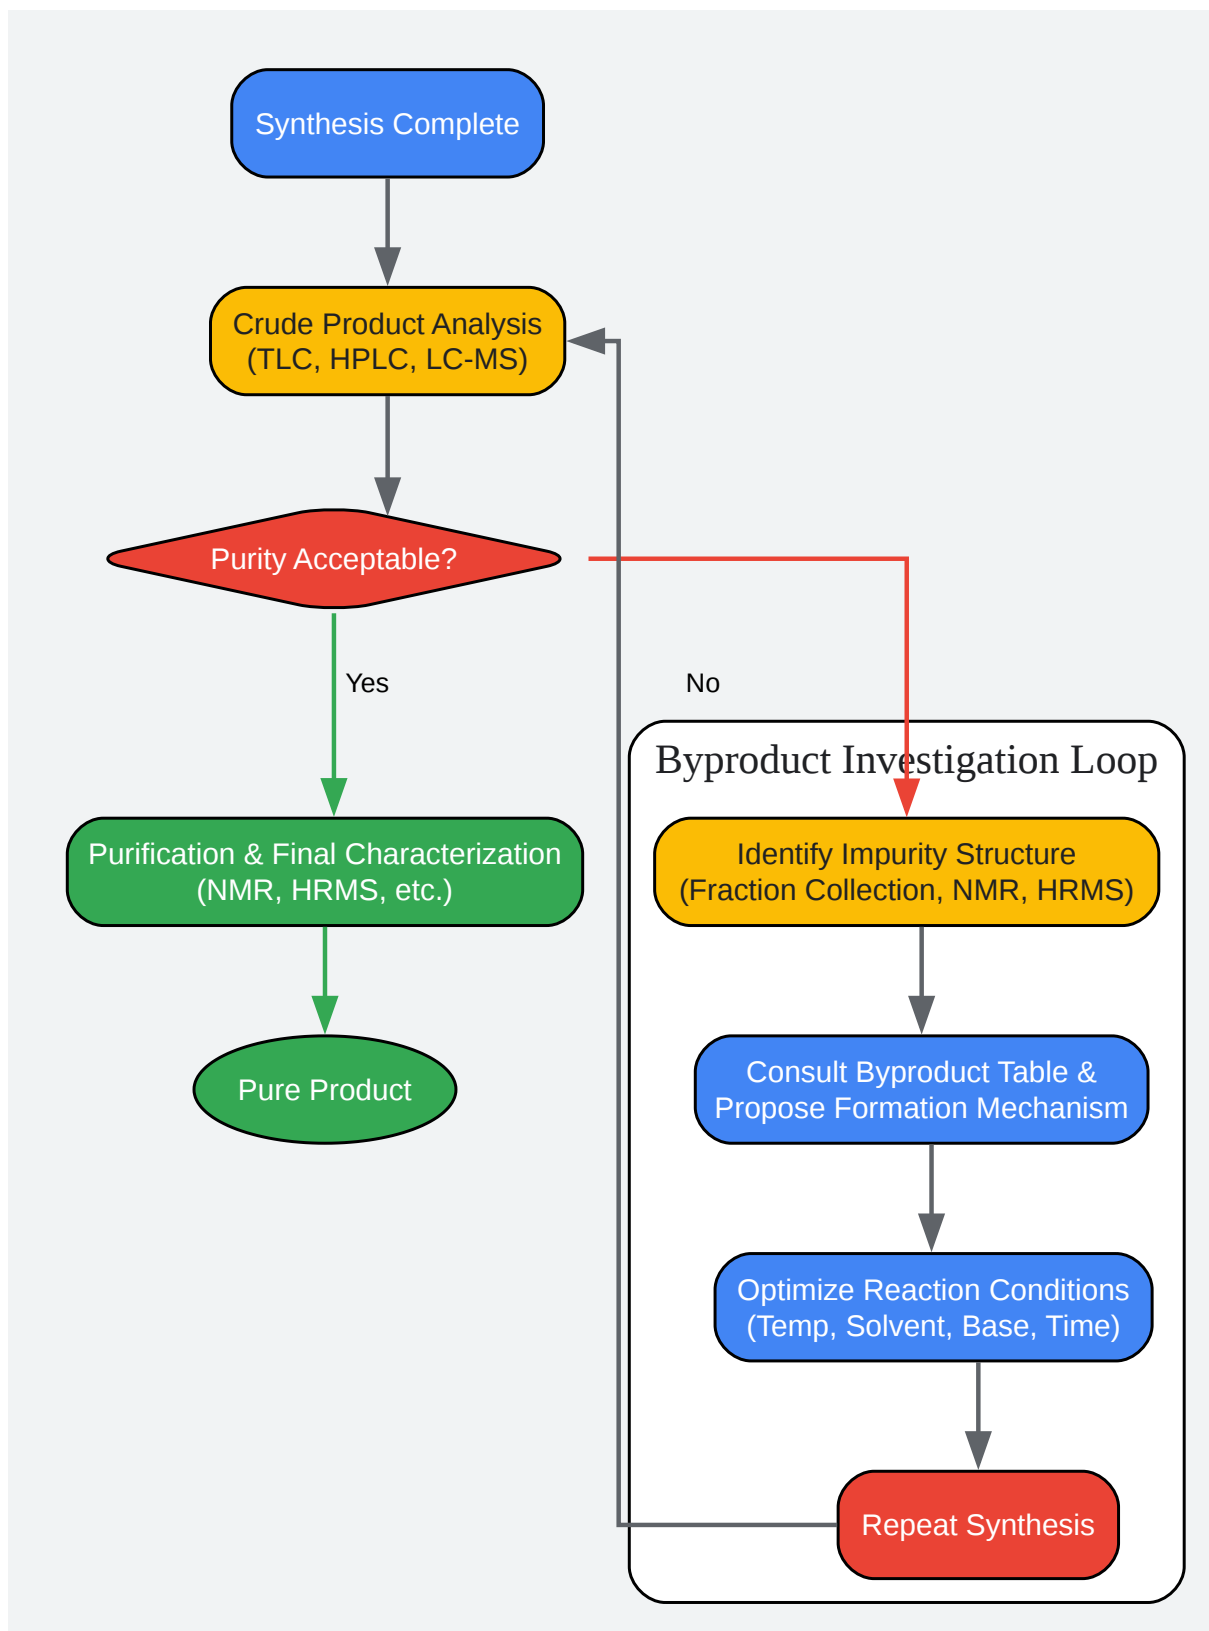 Synthesis Complete
Crude Product Analysis
(TLC, HPLC, LC-MS)
Purity Acceptable?
Yes
No
Byproduct Investigation Loop
Purification & Final Characterization
(NMR, HRMS, etc.)
Identify Impurity Structure
(Fraction Collection, NMR, HRMS)
Pure Product
Consult Byproduct Table &
Propose Formation Mechanism
Optimize Reaction Conditions
(Temp, Solvent, Base, Time)
Repeat Synthesis